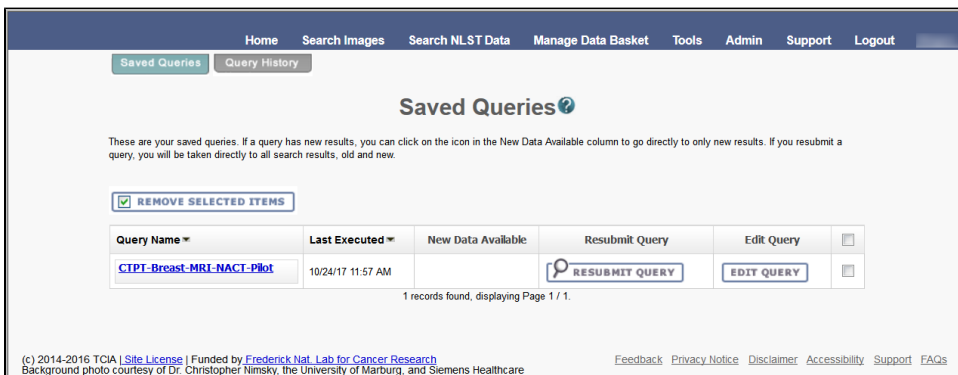 Home Search Images Search NLST Data Manage Data Basket Tools Admin Support Logout
Saved Queries Query History
Saved Queries?
These are your saved queries. If a query has new results, you can click on the icon in the New Data Available column to go directly to only new results. If you resubmit a
query, you will be taken directly to all search results, old and new.
REMOVE SELECTED ITEMS
Query Name Last Executed New Data Available Resubmit Query Edit Query
CTPT-Breast-MRI-NACT-Pilot 10/24/17 11:57 AM RESUBMIT QUERY EDIT QUERY
1 records found, displaying Page 1 / 1.
(c) 2014-2016 TCIA | Site License | Funded by Frederick Nat. Lab for Cancer Research Feedback Privacy Notice Disclaimer Accessibility Support FAQs
Background photo courtesy of Dr. Christopher Nimsky, the University of Marburg, and Siemens Healthcare